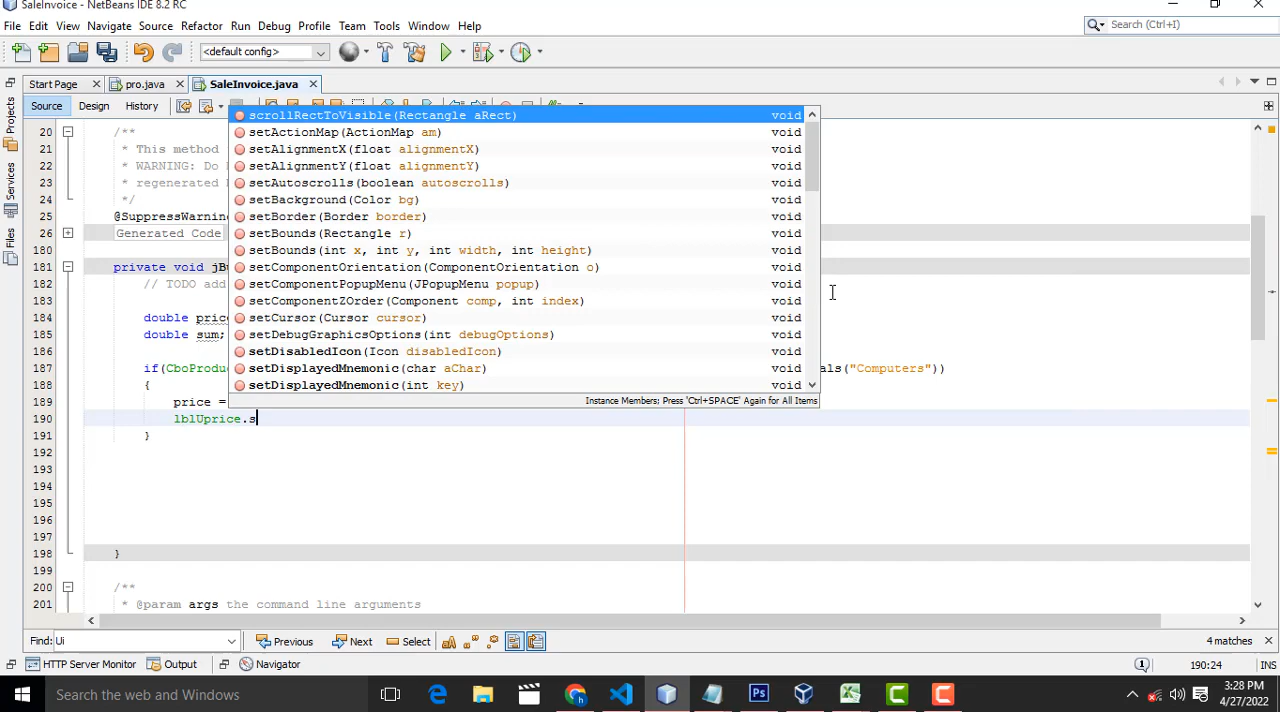 SaleInvoice - NetBeans IDE 8.2 RC
File Edit View Navigate Source Refactor Run Debug Profile Team Tools Window Help
Search (Ctrl+I)
<default config>
Start Page pro.java SaleInvoice.java
Source Design History
Projects
Services
Files
scrollRectToVisible(Rectangle aRect) void
20 /** setActionMap(ActionMap am) void
21 * This method setAlignmentX(float alignmentX) void
22 * WARNING: Do setAlignmentY(float alignmentY) void
23 * regenerated setAutoscrolls(boolean autoscrolls) void
24 */ setBackground(Color bg) void
25 @SuppressWarn setBorder(Border border) void
26 Generated Code setBounds(Rectangle r) void
180 setBounds(int x, int y, int width, int height) void
181 private void jB setComponentOrientation(ComponentOrientation o) void
182 // TODO add setComponentPopupMenu(JPopupMenu popup) void
183 setComponentZOrder(Component comp, int index) void
184 double price setCursor(Cursor cursor) void
185 double sum; setDebugGraphicsOptions(int debugOptions) void
186 setDisabledIcon(Icon disabledIcon) void
187 if(CboProdu setDisplayedMnemonic(char aChar) void als("Computers"))
188 { setDisplayedMnemonic(int key) void
189 price = Instance Members; Press 'Ctrl+SPACE' Again for All Items
190 lblUprice.s
191 }
192
193
194
195
196
197
198 }
199
200 /**
201 * @param args the command line arguments
Find: Ui Previous Next Select 4 matches
HTTP Server Monitor Output Navigator 1 190:24 INS
Search the web and Windows
3:28 PM
4/27/2022